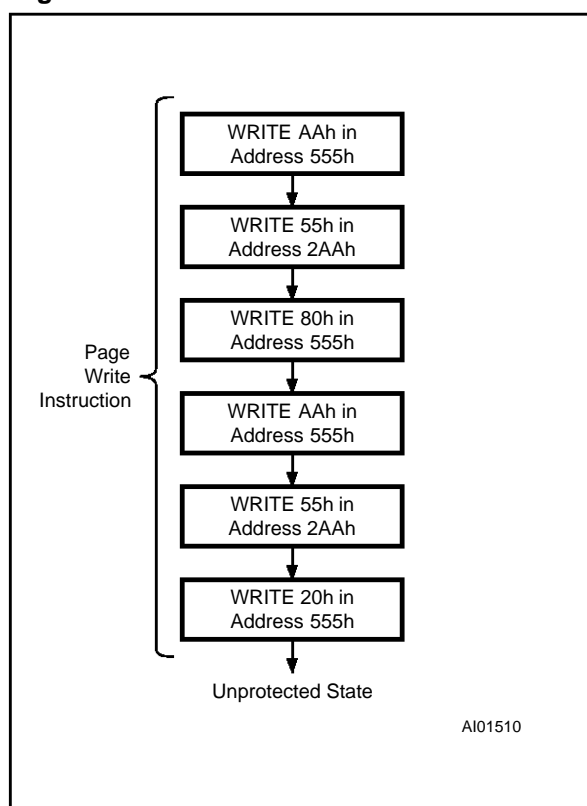 WRITE AAh in
Address 555h
WRITE 55h in
Address 2AAh
WRITE 80h in
Address 555h
Page
Write
Instruction
WRITE AAh in
Address 555h
WRITE 55h in
Address 2AAh
WRITE 20h in
Address 555h
Unprotected State
AI01510